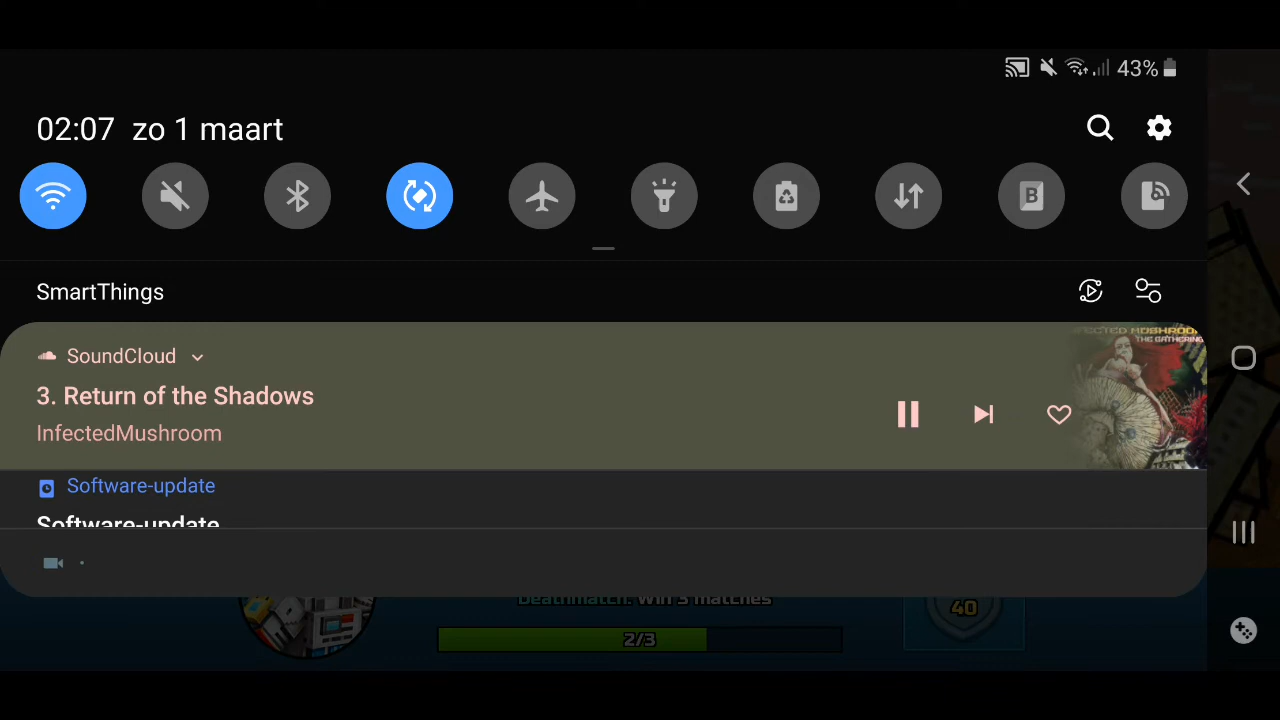 43%
02:07 zo 1 maart
B
SmartThings
SoundCloud
INFECTED MUSHROOM
THE GATHERING
3. Return of the Shadows
InfectedMushroom
Software-update
Software-update
Deathmatch: Win 3 matches
40
2/3